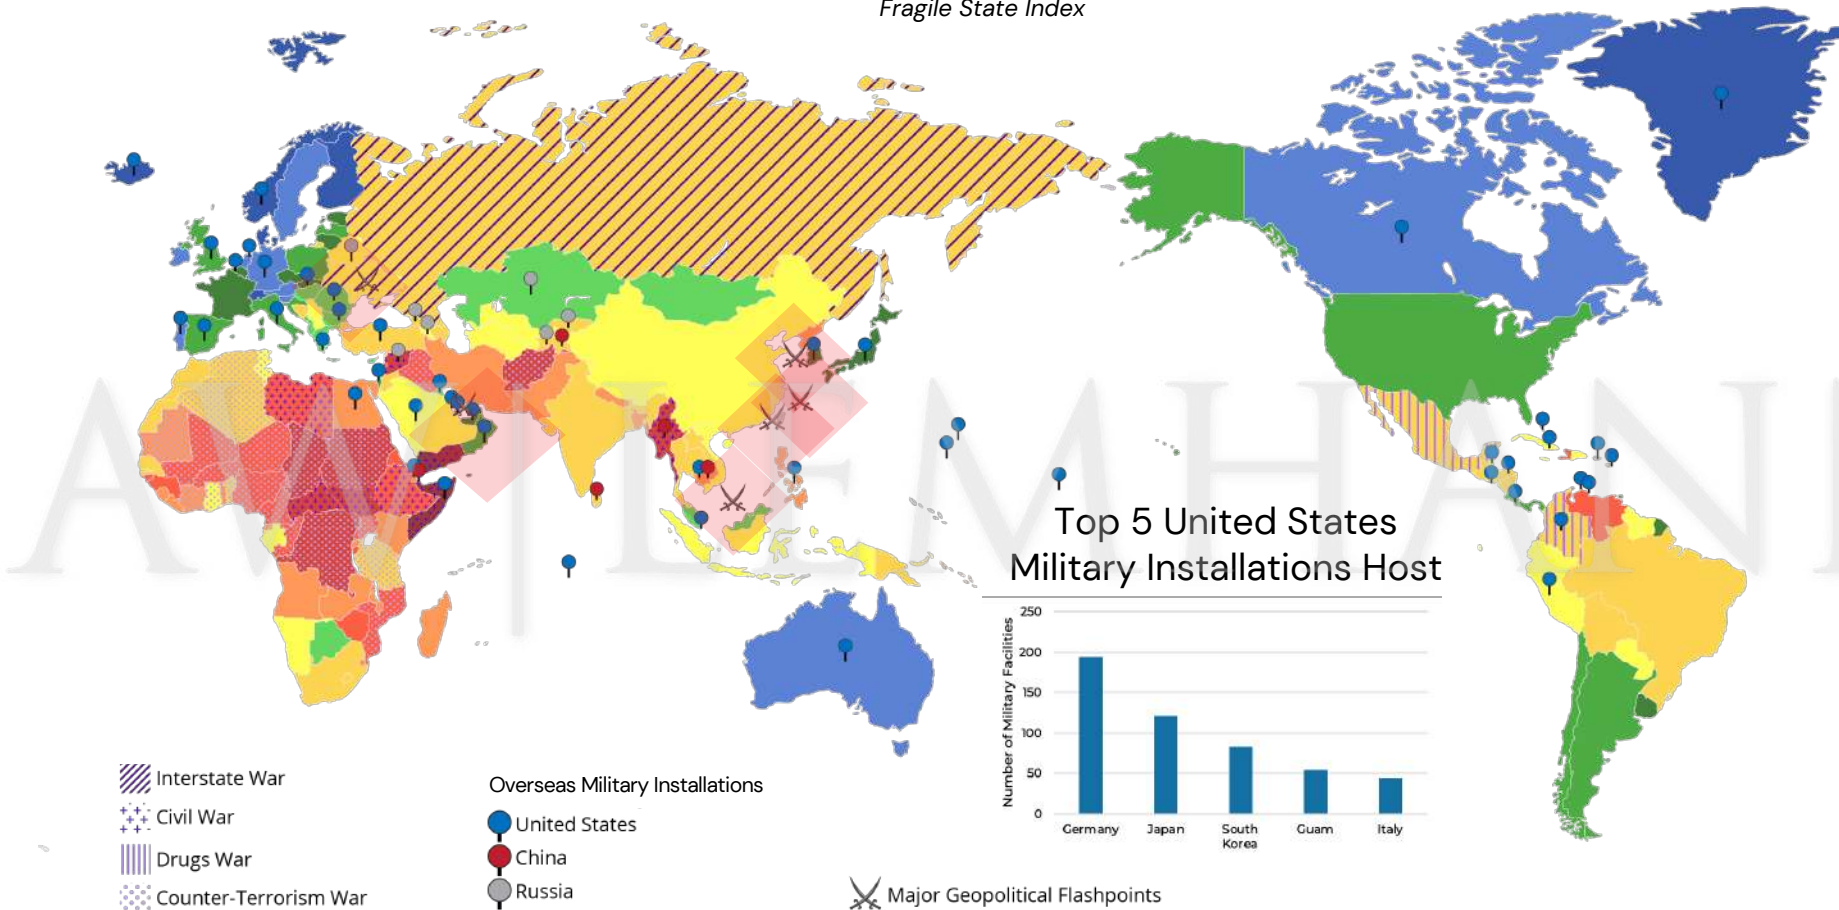 Fragile State Index
AW|LEMHANN
Top 5 United States
Military Installations Host
Number of Military Facilities
250
200
150
100
50
0
Germany
Japan
South
Korea
Guam
Italy
Interstate War
Civil War
Drugs War
Counter-Terrorism War
Overseas Military Installations
United States
China
Russia
Major Geopolitical Flashpoints